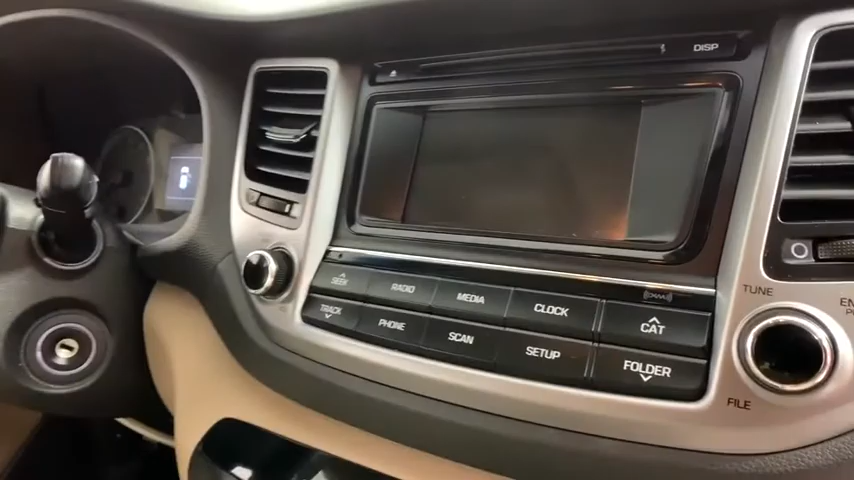 DISP
SEEK
RADIO
MEDIA
CLOCK
CAT
TRACK
PHONE
SCAN
SETUP
FOLDER
TUNE
FILE